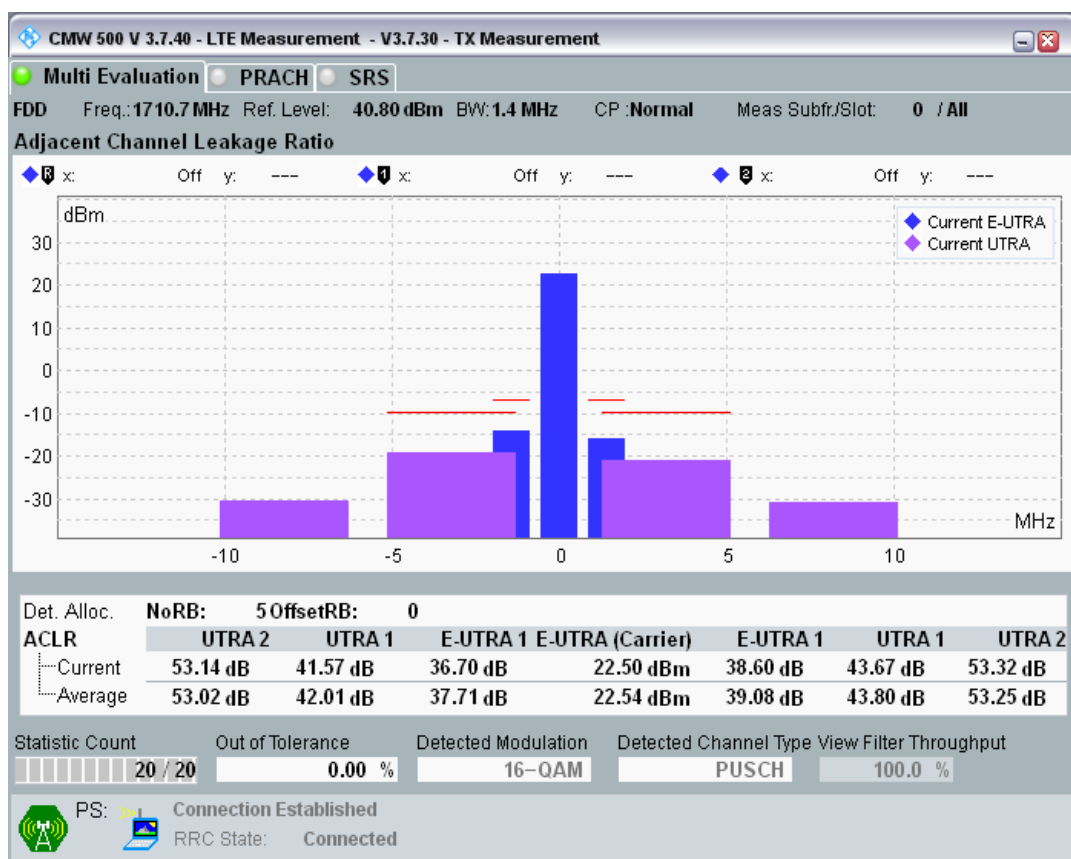 CMW 500 V 3.7.40 - LTE Measurement - V3.7.30 - TX Measurement
Multi Evaluation PRACH SRS
FDD Freq.: 1710.7 MHz Ref. Level: 40.80 dBm BW: 1.4 MHz CP :Normal Meas Subfr./Slot: 0 / All
Adjacent Channel Leakage Ratio
R x: Off y: --- 1 x: Off y: --- 2 x: Off y: ---
dBm
Current E-UTRA
Current UTRA
30
20
10
0
-10
-20
-30
MHz
-10 -5 0 5 10
Det. Alloc. NoRB: 5 OffsetRB: 0
ACLR UTRA 2 UTRA 1 E-UTRA 1 E-UTRA (Carrier) E-UTRA 1 UTRA 1 UTRA 2
Current 53.14 dB 41.57 dB 36.70 dB 22.50 dBm 38.60 dB 43.67 dB 53.32 dB
Average 53.02 dB 42.01 dB 37.71 dB 22.54 dBm 39.08 dB 43.80 dB 53.25 dB
Statistic Count Out of Tolerance Detected Modulation Detected Channel Type View Filter Throughput
20 / 20 0.00 % 16-QAM PUSCH 100.0 %
PS: Connection Established
RRC State: Connected